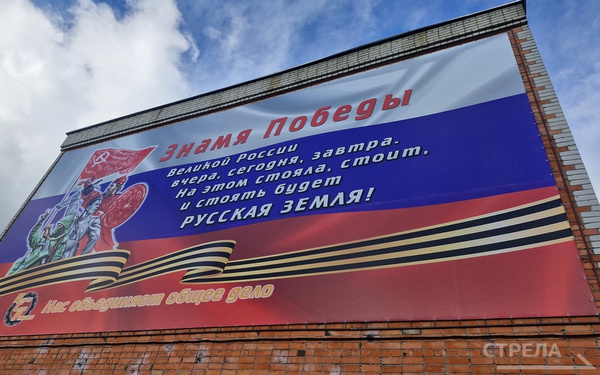 Знамя Победы
Великой России
вчера, сегодня, завтра.
На этом стояла, стоит,
и стоять будет
РУССКАЯ ЗЕМЛЯ!
Нас объединяет общее дело
СТРЕЛА